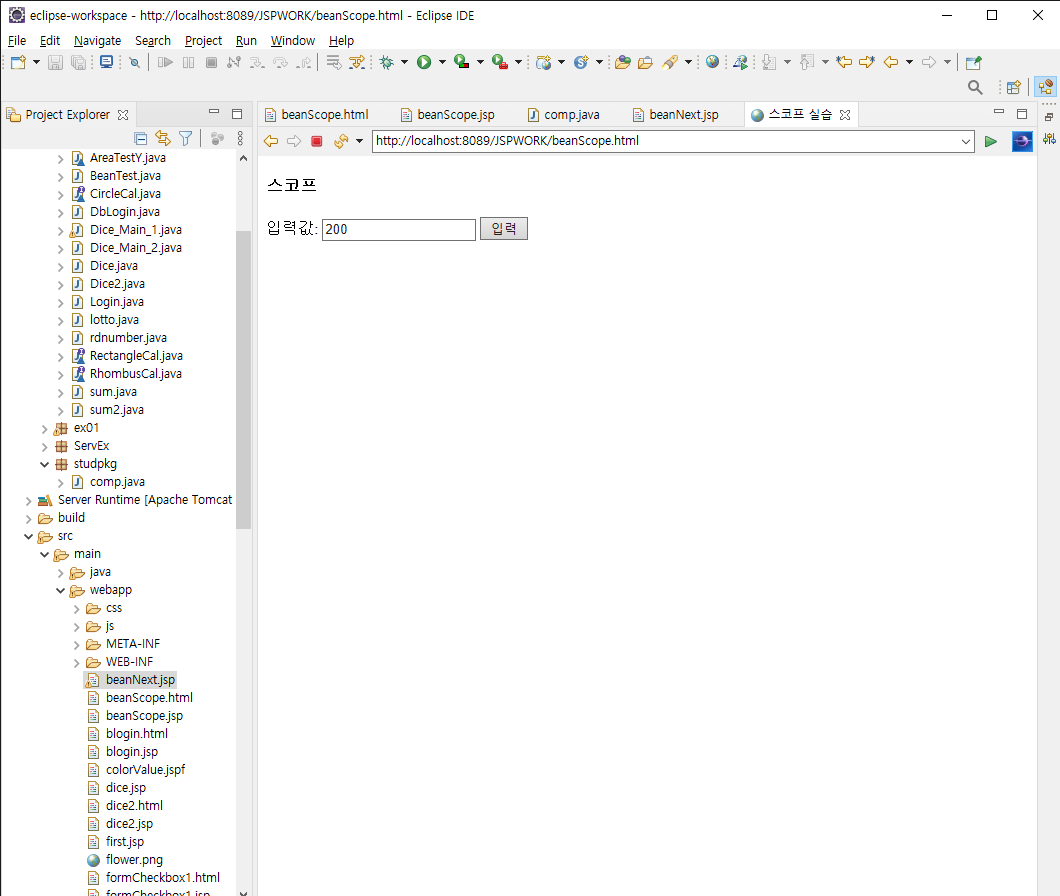 eclipse-workspace - http://localhost:8089/JSPWORK/beanScope.html - Eclipse IDE
File Edit Navigate Search Project Run Window Help
Project Explorer
beanScope.html beanScope.jsp comp.java beanNext.jsp 스코프 실습
http://localhost:8089/JSPWORK/beanScope.html
스코프
입력값: 200 입력
AreaTestY.java
BeanTest.java
CircleCal.java
DbLogin.java
Dice_Main_1.java
Dice_Main_2.java
Dice.java
Dice2.java
Login.java
lotto.java
rdnumber.java
RectangleCal.java
RhombusCal.java
sum.java
sum2.java
ex01
ServEx
studpkg
comp.java
Server Runtime [Apache Tomcat
build
src
main
java
webapp
css
js
META-INF
WEB-INF
beanNext.jsp
beanScope.html
beanScope.jsp
blogin.html
blogin.jsp
colorValue.jspf
dice.jsp
dice2.html
dice2.jsp
first.jsp
flower.png
formCheckbox1.html
formCheckbox1.jsp